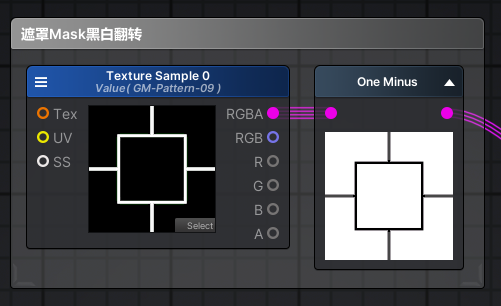 遮罩Mask黑白翻转
Texture Sample 0
Value( GM-Pattern-09 )
One Minus
Tex
RGBA
UV
RGB
SS
R
G
B
Select
A